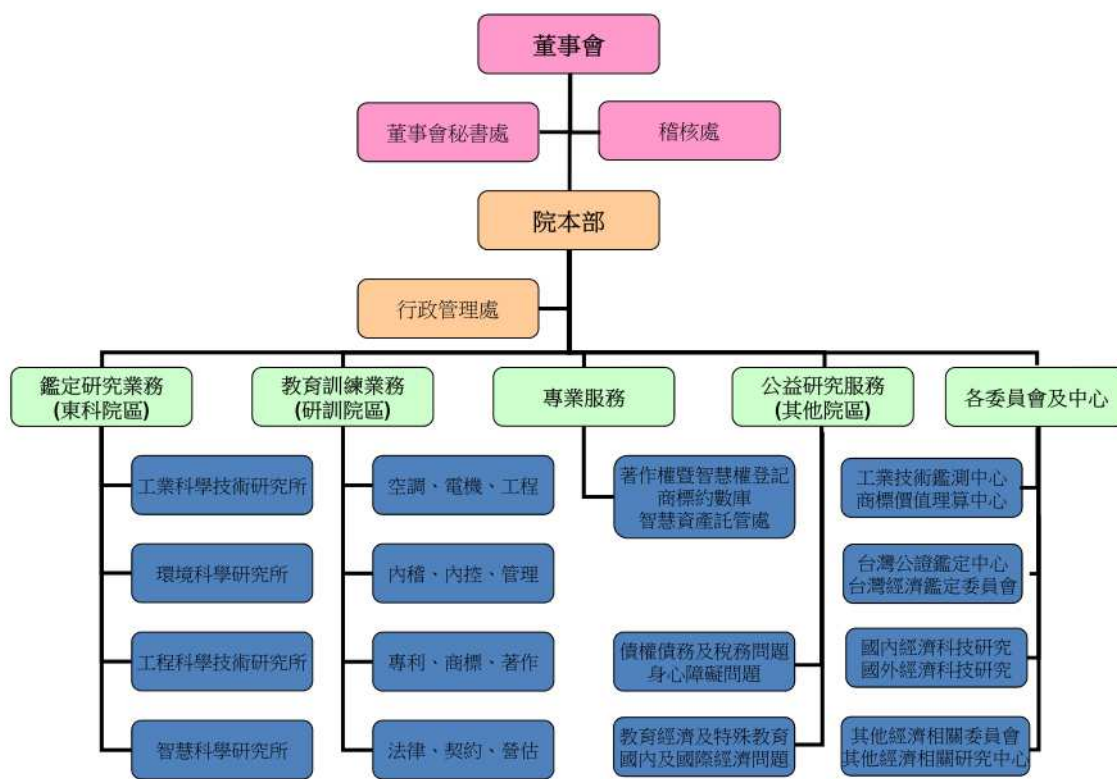 董事會
董事會秘書處
稽核處
院本部
行政管理處
鑑定研究業務
(東科院區)
教育訓練業務
(研訓院區)
專業服務
公益研究服務
(其他院區)
各委員會及中心
工業科學技術研究所
環境科學研究所
工程科學技術研究所
智慧科學研究所
空調、電機、工程
內稽、內控、管理
專利、商標、著作
法律、契約、營估
著作權暨智慧權登記
商標約數庫
智慧資產託管處
債權債務及稅務問題
身心障礙問題
教育經濟及特殊教育
國內及國際經濟問題
工業技術鑑測中心
商標價值理算中心
台灣公證鑑定中心
台灣經濟鑑定委員會
國內經濟科技研究
國外經濟科技研究
其他經濟相關委員會
其他經濟相關研究中心